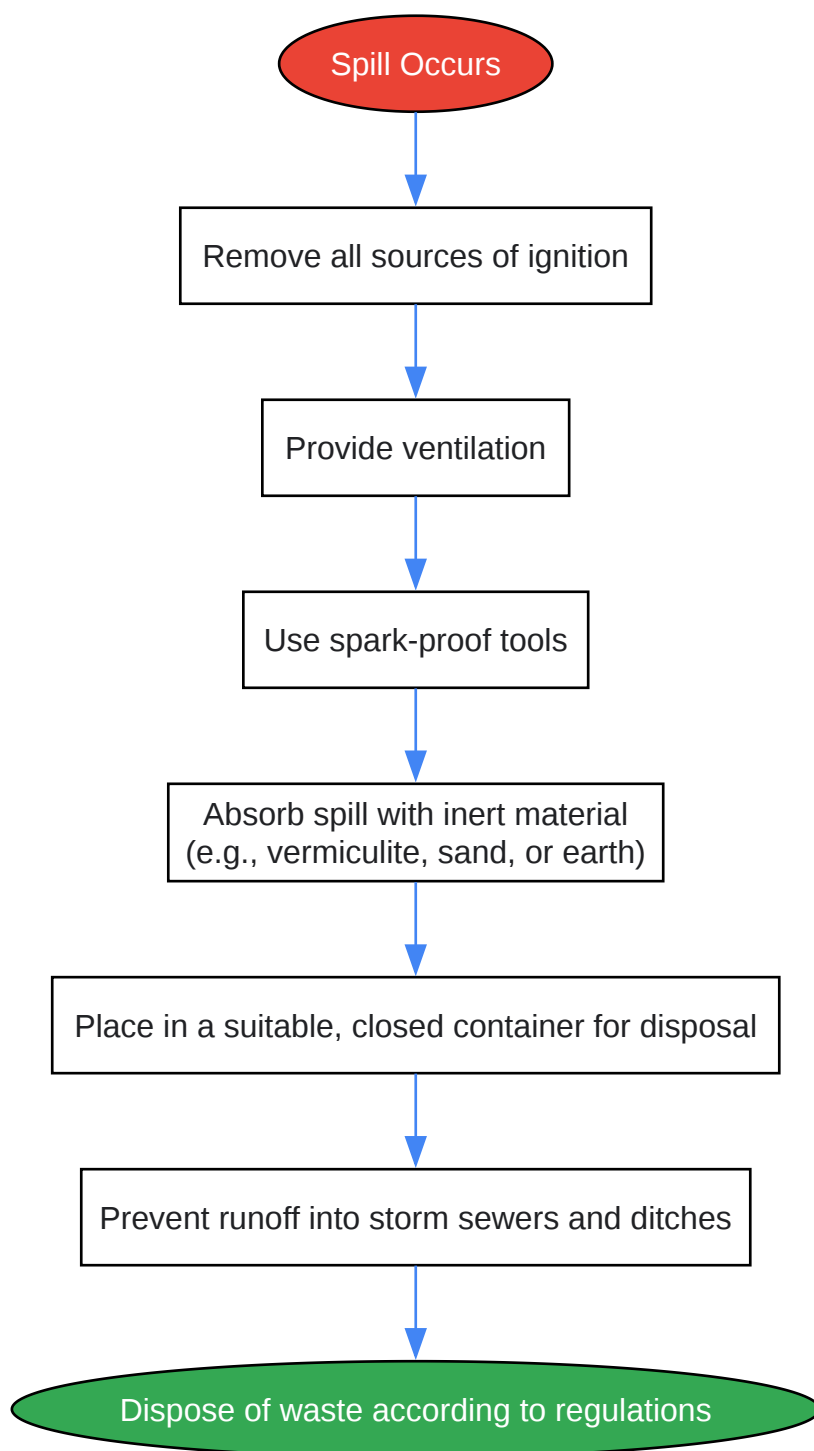 Spill Occurs
Remove all sources of ignition
Provide ventilation
Use spark-proof tools
Absorb spill with inert material
(e.g., vermiculite, sand, or earth)
Place in a suitable, closed container for disposal
Prevent runoff into storm sewers and ditches
Dispose of waste according to regulations